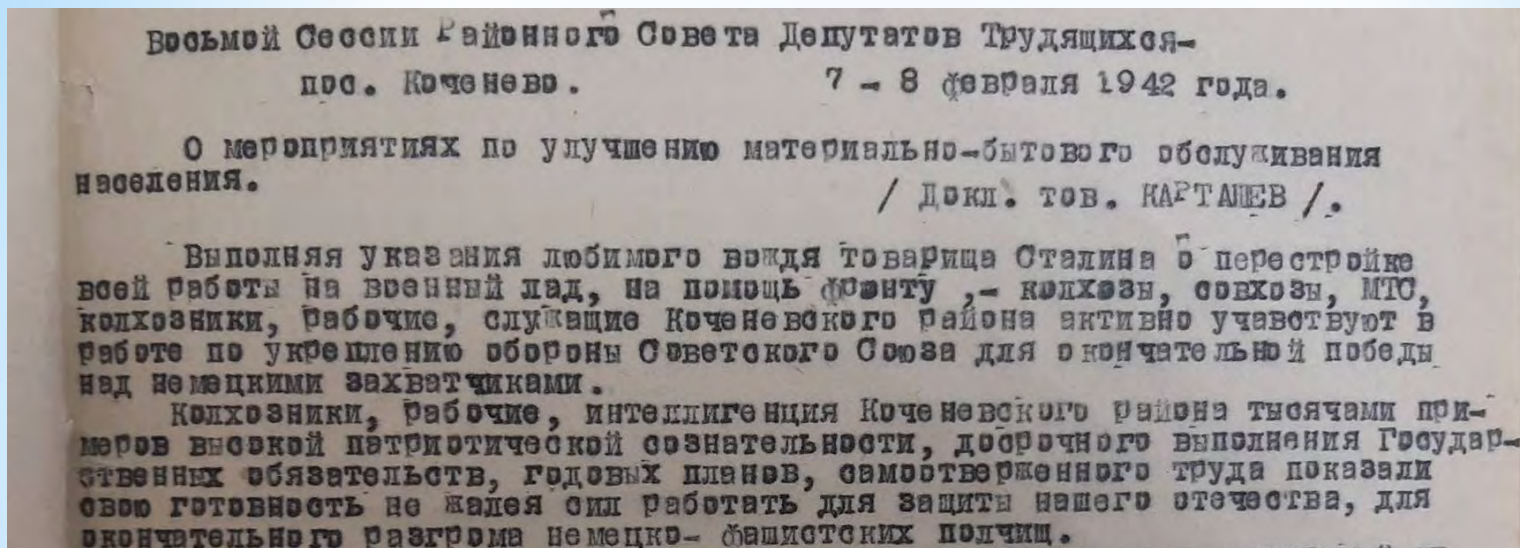 Восьмой Сессии Районного Совета Депутатов Трудящихся-
пос. Коченево. 7 - 8 февраля 1942 года.
О мероприятиях по улучшению материально-бытового обслуживания
населения.
/ Докл. тов. КАРТАШЕВ /.
Выполняя указания любимого вождя товарища Сталина о перестройке
всей работы на военный лад, на помощь фронту ,- колхозы, совхозы, МТС,
колхозники, рабочие, служащие Коченевского района активно учавствуют в
работе по укреплению обороны Советского Союза для окончательной победы
над немецкими захватчиками.
Колхозники, рабочие, интеллигенция Коченевского района тысячами при-
меров высокой патриотической сознательности, досрочного выполнения Государ-
ственных обязательств, годовых планов, самоотверженного труда показали
свою готовность не жалея сил работать для защиты нашего отечества, для
окончательного разгрома немецко- фашистских полчищ.